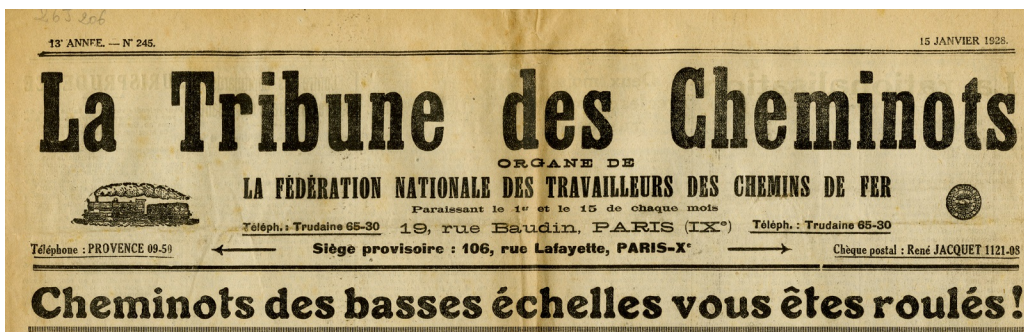 26J 206
13e ANNÉE. — N° 245. 15 JANVIER 1928.
La Tribune des Cheminots
ORGANE DE
LA FÉDÉRATION NATIONALE DES TRAVAILLEURS DES CHEMINS DE FER
Paraissant le 1er et le 15 de chaque mois
Téléph. : Trudaine 65-30 19, rue Baudin, PARIS (IXe) Téléph. : Trudaine 65-30
Téléphone : PROVENCE 09-50 Siège provisoire : 106, rue Lafayette, PARIS-Xe Chèque postal : René JACQUET 1121-08
Cheminots des basses échelles vous êtes roulés !